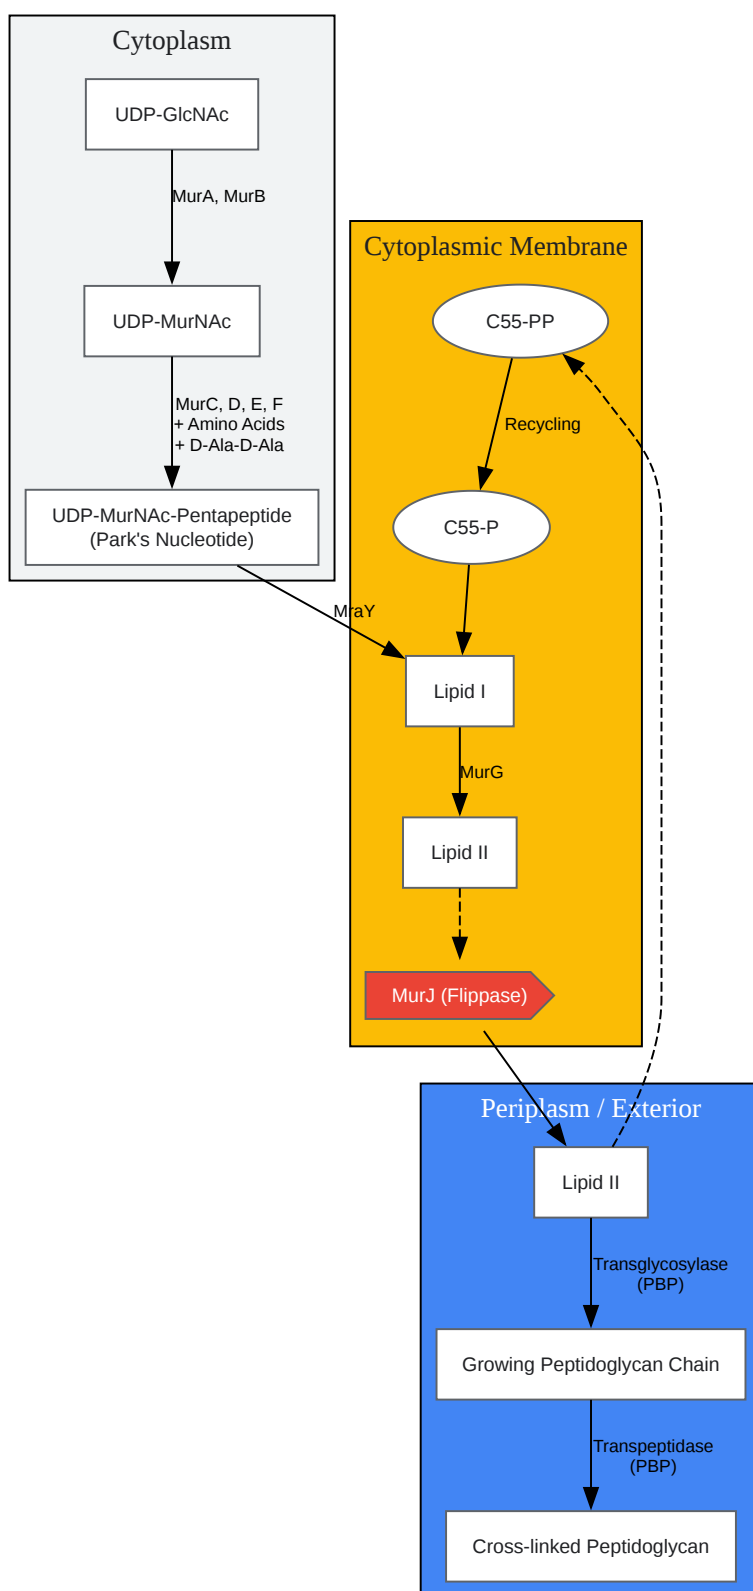 Cytoplasm
UDP-GlcNAc
MurA, MurB
UDP-MurNAc
MurC, D, E, F
+ Amino Acids
+ D-Ala-D-Ala
UDP-MurNAc-Pentapeptide
(Park's Nucleotide)
MraY
Cytoplasmic Membrane
C55-PP
Recycling
C55-P
Lipid I
MurG
Lipid II
MurJ (Flippase)
Periplasm / Exterior
Lipid II
Transglycosylase
(PBP)
Growing Peptidoglycan Chain
Transpeptidase
(PBP)
Cross-linked Peptidoglycan